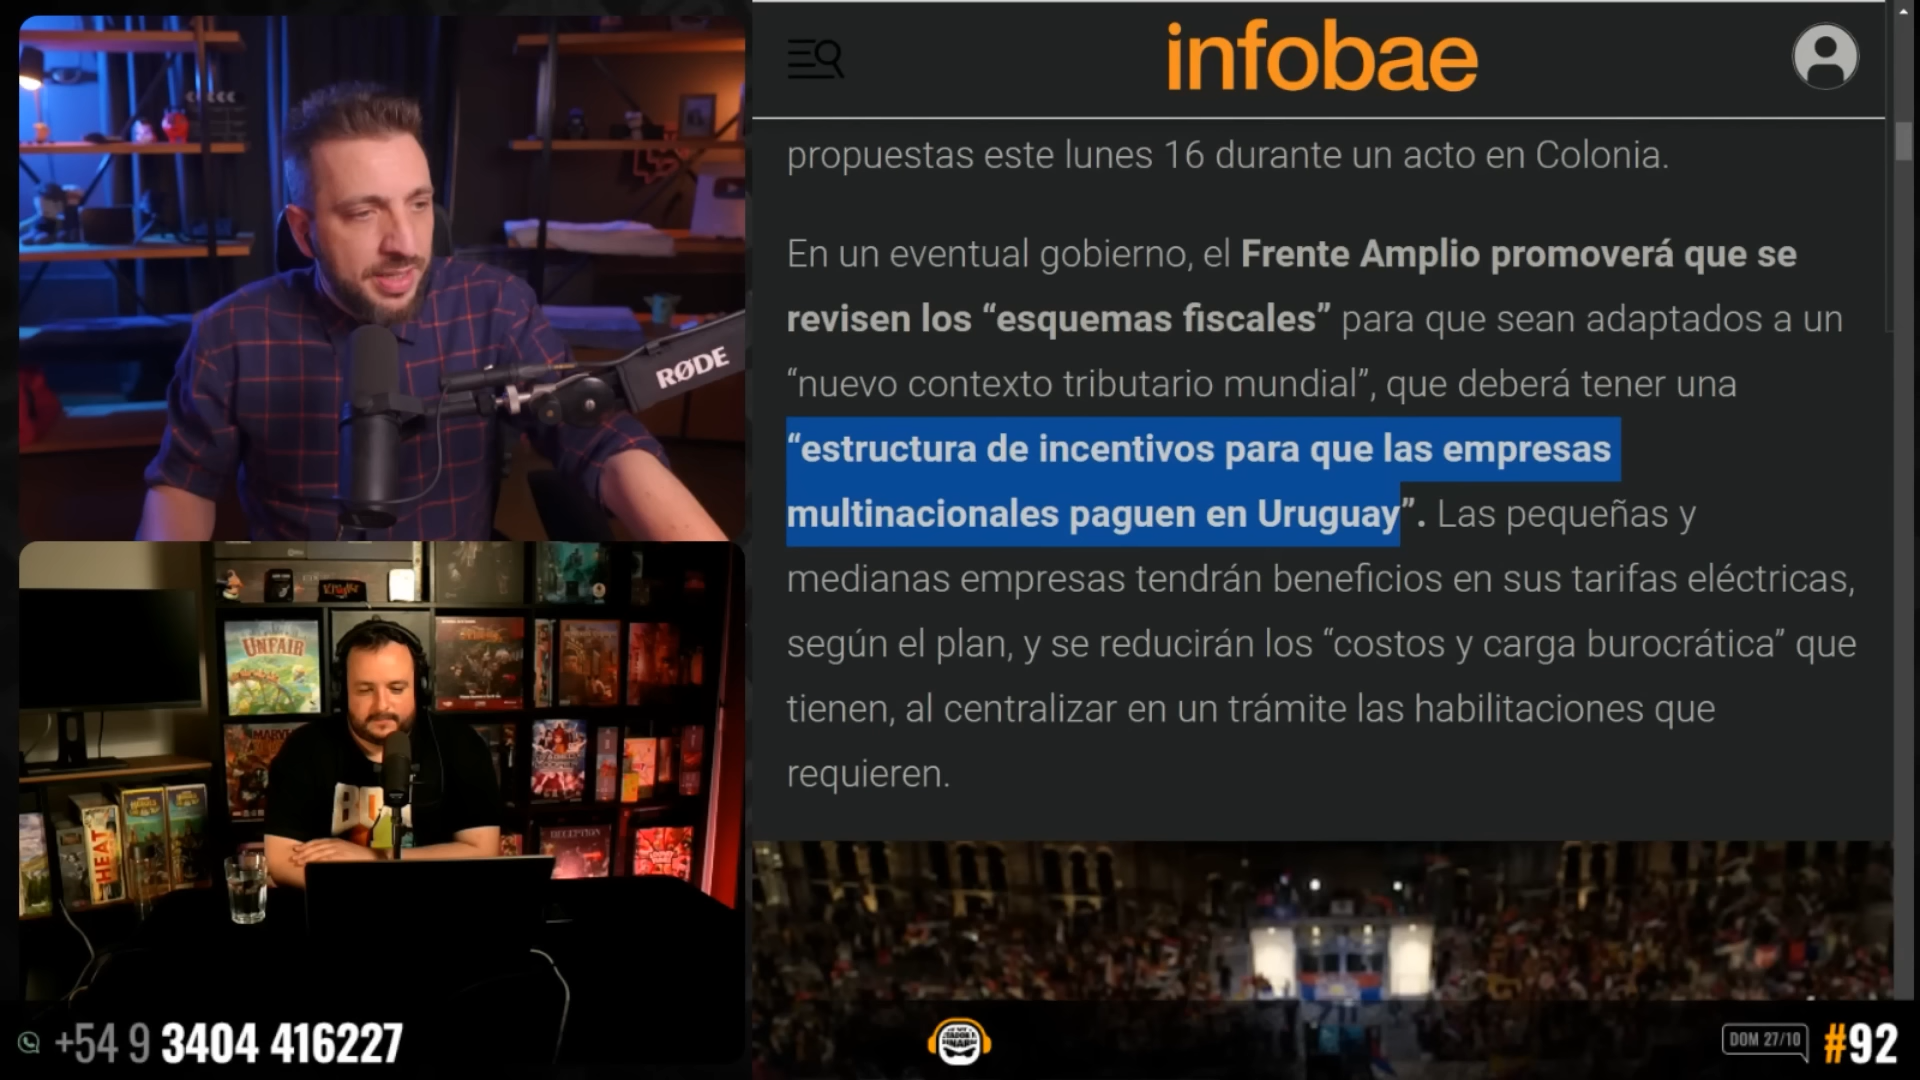 infobae
propuestas este lunes 16 durante un acto en Colonia.
En un eventual gobierno, el Frente Amplio promoverá que se
revisen los “esquemas fiscales” para que sean adaptados a un
“nuevo contexto tributario mundial”, que deberá tener una
“estructura de incentivos para que las empresas
multinacionales paguen en Uruguay”. Las pequeñas y
medianas empresas tendrán beneficios en sus tarifas eléctricas,
según el plan, y se reducirán los “costos y carga burocrática” que
tienen, al centralizar en un trámite las habilitaciones que
requieren.
RØDE
UNFAIR
HEAT
DECEPTION
+54 9 3404 416227
DOM 27/10
#92